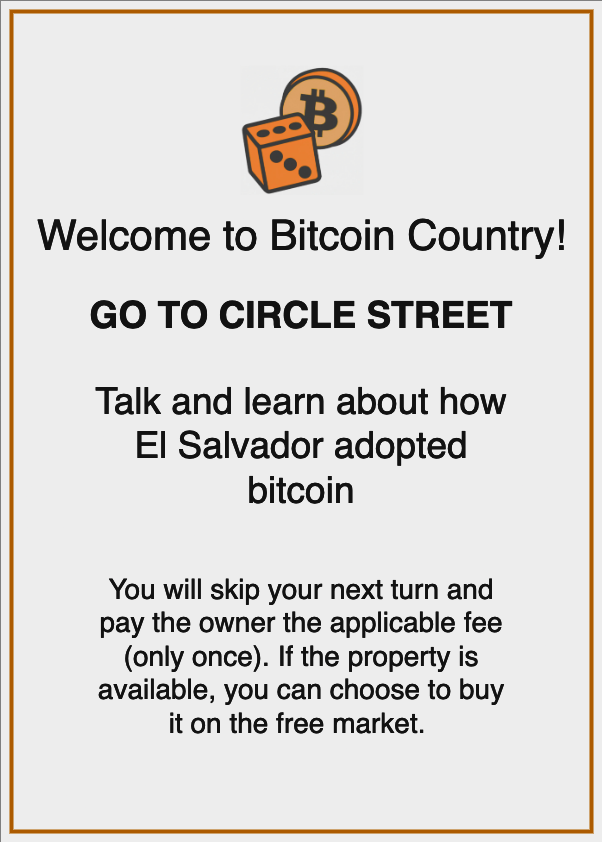 Welcome to Bitcoin Country!
GO TO CIRCLE STREET
Talk and learn about how
El Salvador adopted
bitcoin
You will skip your next turn and
pay the owner the applicable fee
(only once). If the property is
available, you can choose to buy
it on the free market.